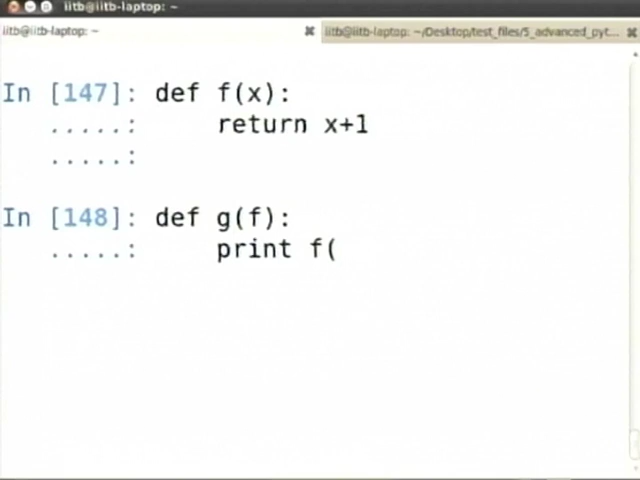 iitb@iitb-laptop: ~
iitb@iitb-laptop: ~
iitb@iitb-laptop: ~/Desktop/test_files/5_advanced_pyt...
In [147]: def f(x):
.....:     return x+1
.....:
In [148]: def g(f):
.....:     print f(